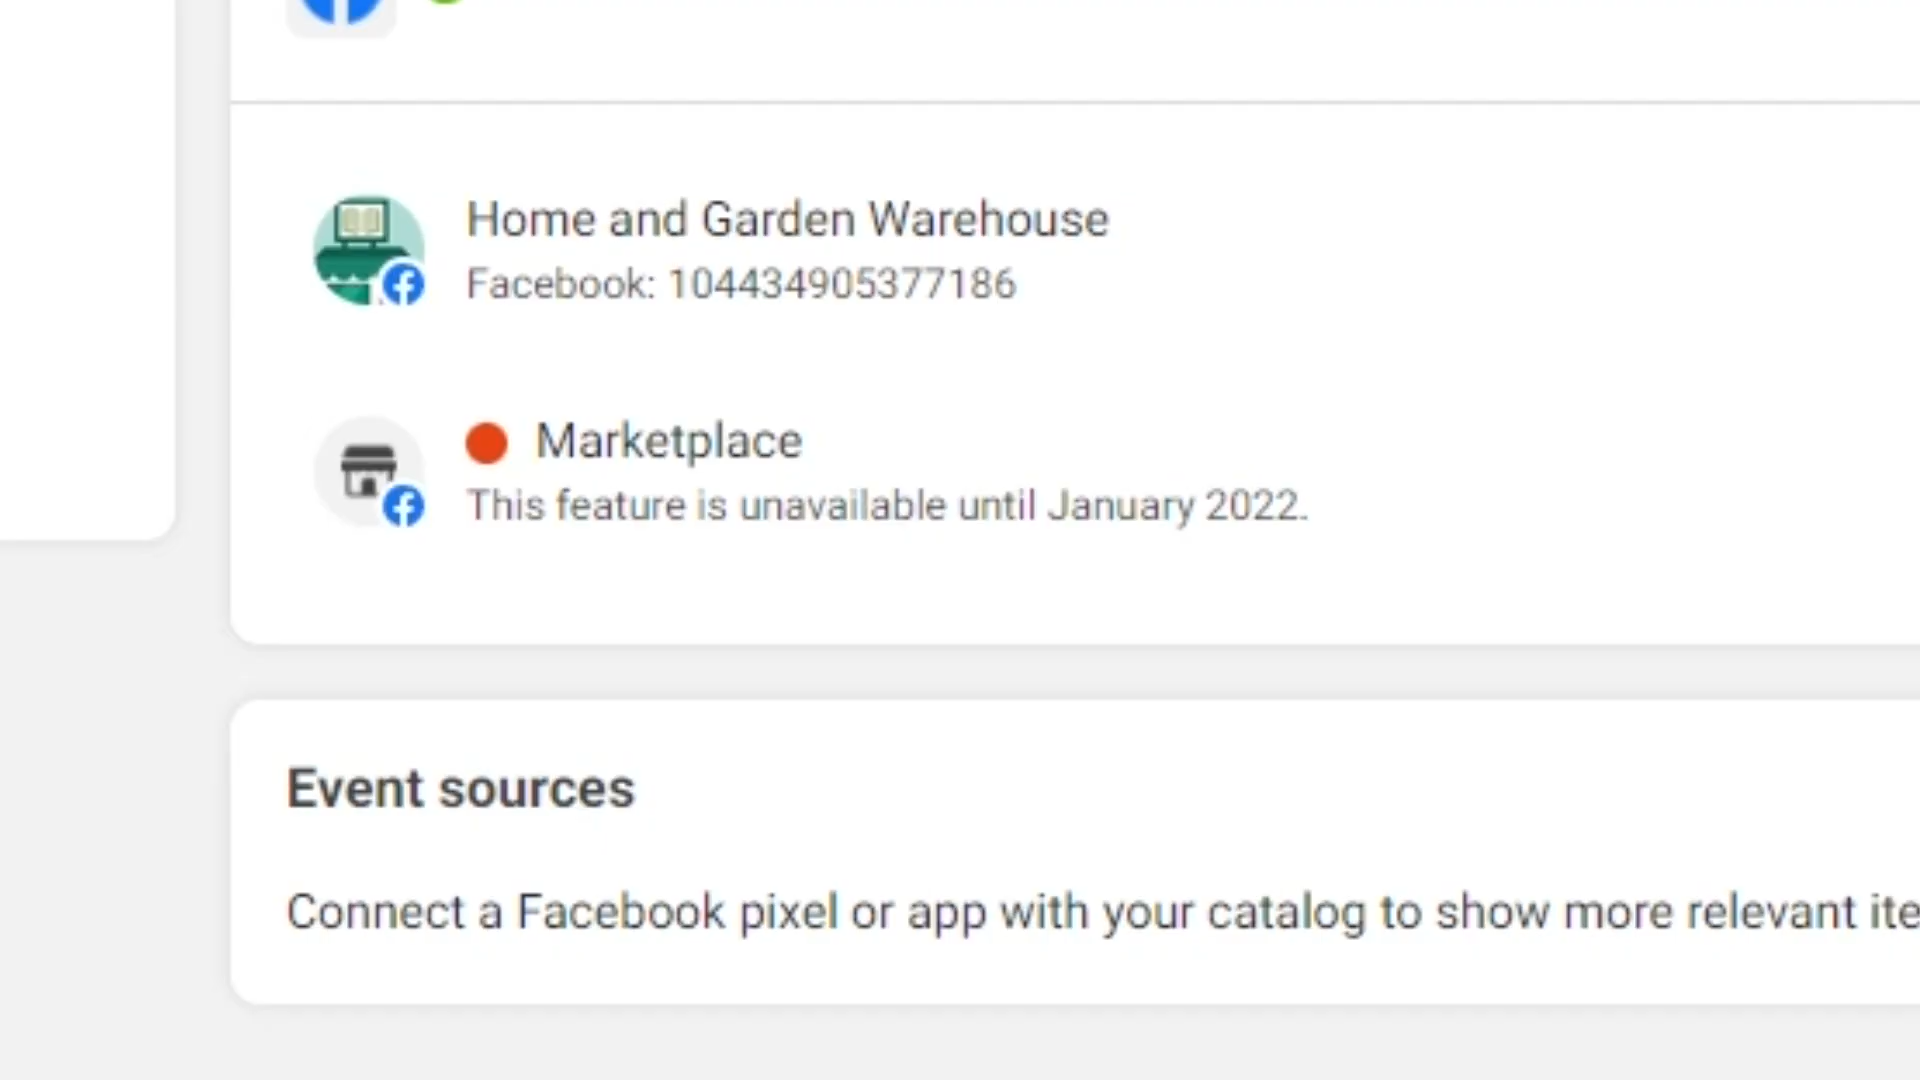 Home and Garden Warehouse
Facebook: 104434905377186
Marketplace
This feature is unavailable until January 2022.
Event sources
Connect a Facebook pixel or app with your catalog to show more relevant ite